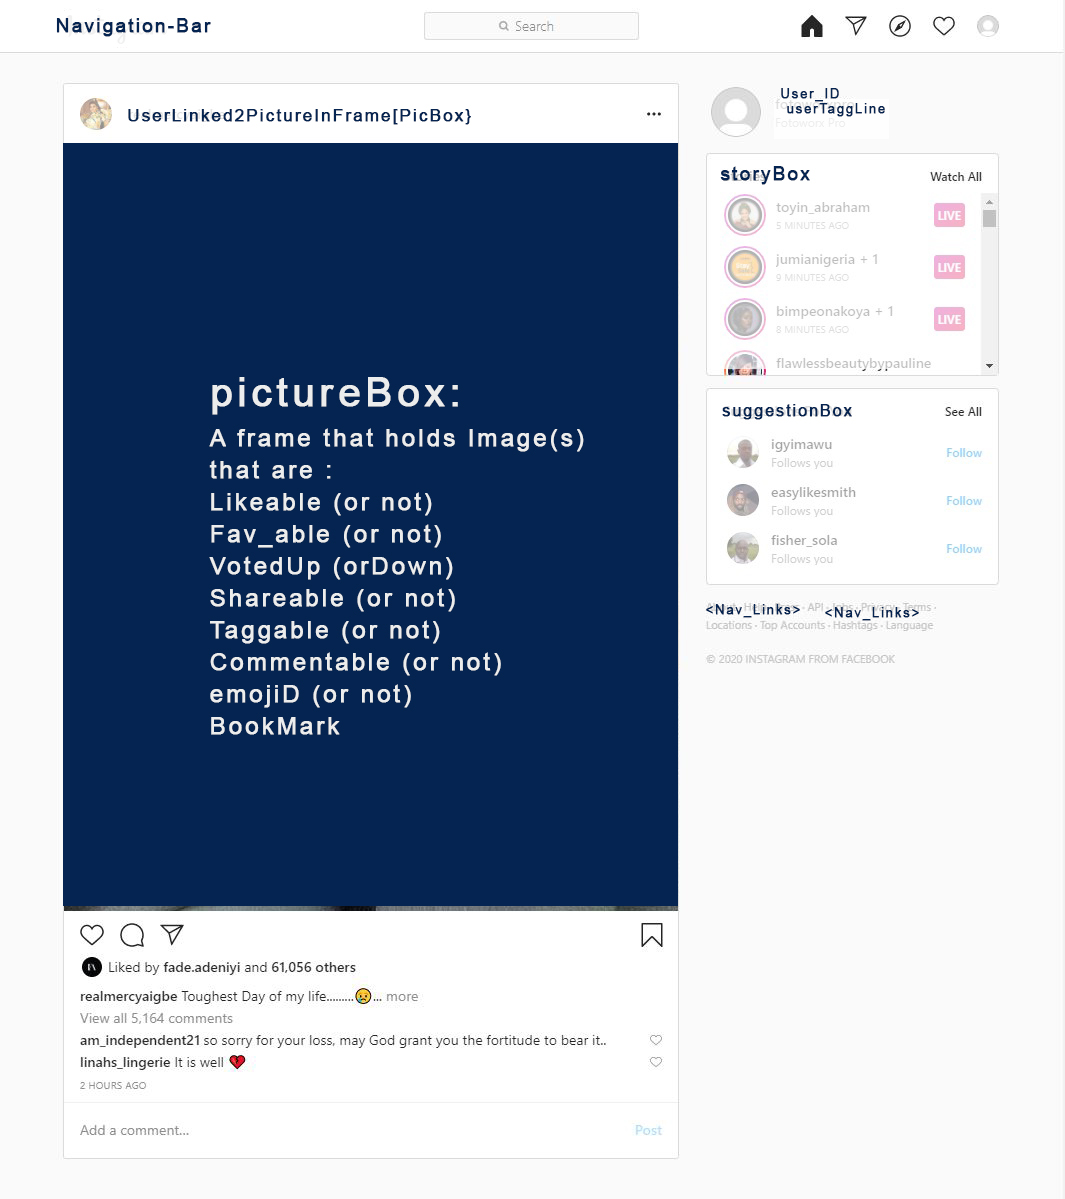 Navigation-Bar
Search
UserLinked2PictureInFrame[PicBox}
pictureBox:
A frame that holds Image(s)
that are :
Likeable (or not)
Fav_able (or not)
VotedUp (orDown)
Shareable (or not)
Taggable (or not)
Commentable (or not)
emojiD (or not)
BookMark
Liked by fade.adeniyi and 61,056 others
realmercyaigbe Toughest Day of my life.........😢... more
View all 5,164 comments
am_independent21 so sorry for your loss, may God grant you the fortitude to bear it..
linahs_lingerie It is well 💔
2 HOURS AGO
Add a comment...
Post
User_ID
userTaggLine
Fotoworx Pro
storyBox
Watch All
toyin_abraham
5 MINUTES AGO
LIVE
jumianigeria + 1
9 MINUTES AGO
LIVE
bimpeonakoya + 1
8 MINUTES AGO
LIVE
flawlessbeautybypauline
suggestionBox
See All
igyimawu
Follows you
Follow
easylikesmith
Follows you
Follow
fisher_sola
Follows you
Follow
<Nav_Links> <Nav_Links>
API · Privacy · Terms ·
Locations · Top Accounts · Hashtags · Language
© 2020 INSTAGRAM FROM FACEBOOK